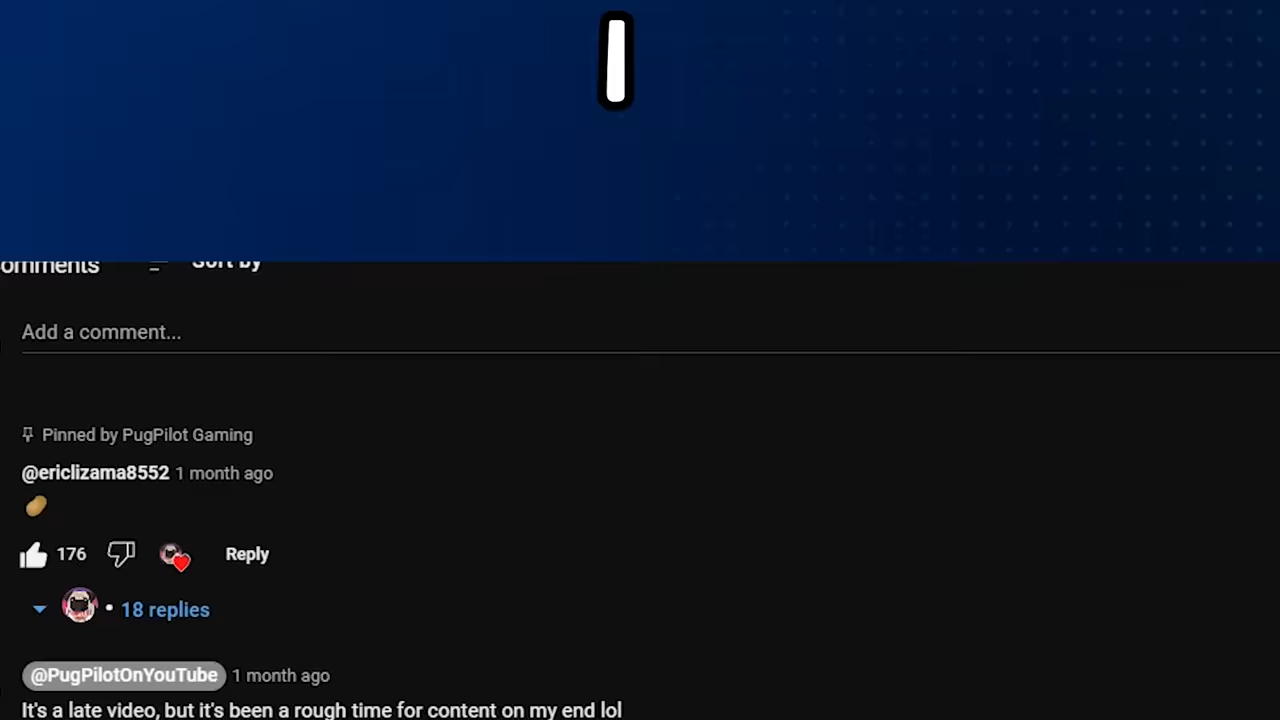 I
omments
Sort by
Add a comment...
Pinned by PugPilot Gaming
@ericlizama8552 1 month ago
🥔
176
Reply
18 replies
@PugPilotOnYouTube 1 month ago
It's a late video, but it's been a rough time for content on my end lol